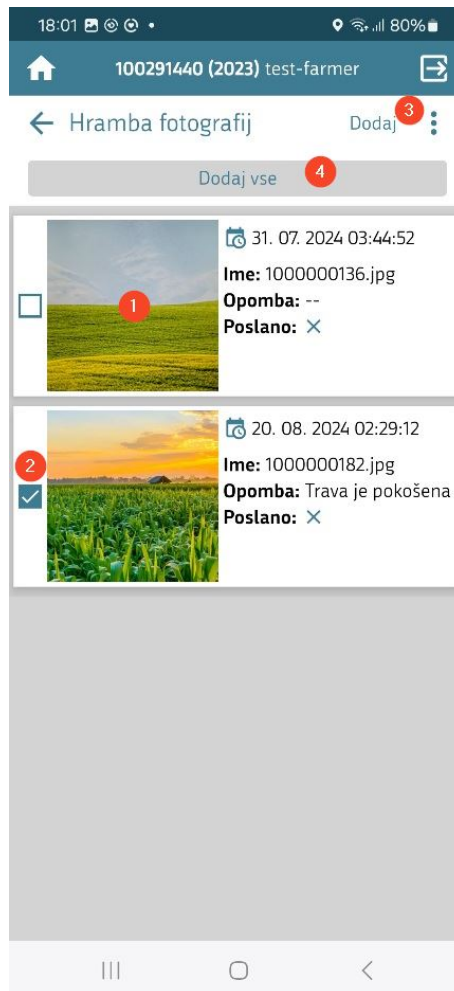 18:01 80%
100291440 (2023) test-farmer
Hramba fotografij Dodaj 3
Dodaj vse 4
31. 07. 2024 03:44:52
1 Ime: 1000000136.jpg
Opomba: --
Poslano: ×
20. 08. 2024 02:29:12
2 Ime: 1000000182.jpg
Opomba: Trava je pokošena
Poslano: ×